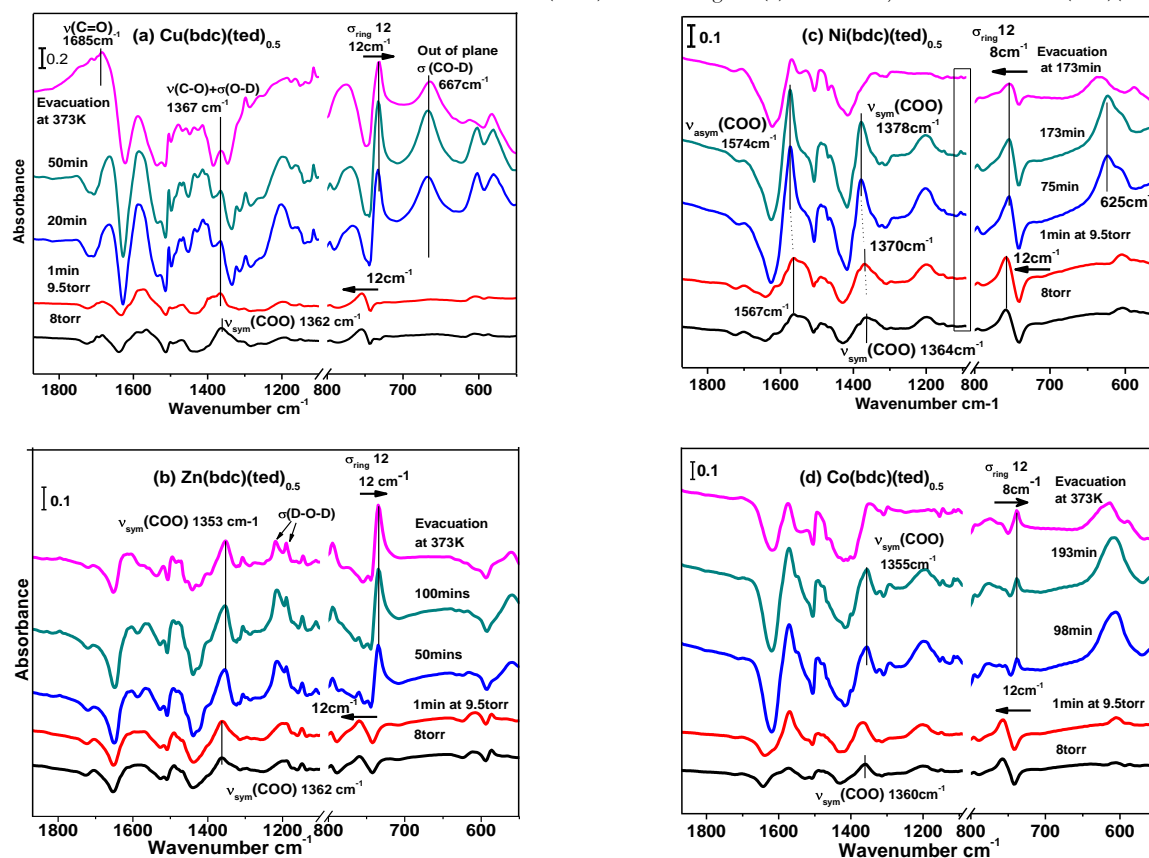 (a) Cu(bdc)(ted)0.5
ν(C=O)
1685cm-1
0.2
σring 12
12cm-1
Out of plane
σ (CO-D)
667cm-1
ν(C-O)+σ(O-D)
1367 cm-1
Evacuation
at 373K
50min
20min
1min
9.5torr
8torr
12cm-1
νsym(COO) 1362 cm-1
Absorbance
1800 1600 1400 1200 800 700 600
Wavenumber cm-1
(c) Ni(bdc)(ted)0.5
0.1
σring 12
8cm-1
Evacuation
at 173min
νsym(COO)
1378cm-1
νasym(COO)
1574cm-1
173min
75min
625cm-1
1370cm-1
1min at 9.5torr
12cm-1
1567cm-1
8torr
νsym(COO) 1364cm-1
1800 1600 1400 1200 800 700 600
Wavenumber cm-1
(b) Zn(bdc)(ted)0.5
0.1
σring 12
12 cm-1
νsym(COO) 1353 cm-1
σ(D-O-D)
Evacuation
at 373K
100mins
50mins
12cm-1
1min at 9.5torr
8torr
νsym(COO) 1362 cm-1
Absorbance
1800 1600 1400 1200 800 700 600
Wavenumber cm-1
(d) Co(bdc)(ted)0.5
0.1
σring 12
8cm-1
Evacuation
at 373K
νsym(COO)
1355cm-1
193min
98min
12cm-1
1min at 9.5torr
8torr
νsym(COO) 1360cm-1
1800 1600 1400 1200 800 700 600
Wavenumber cm-1